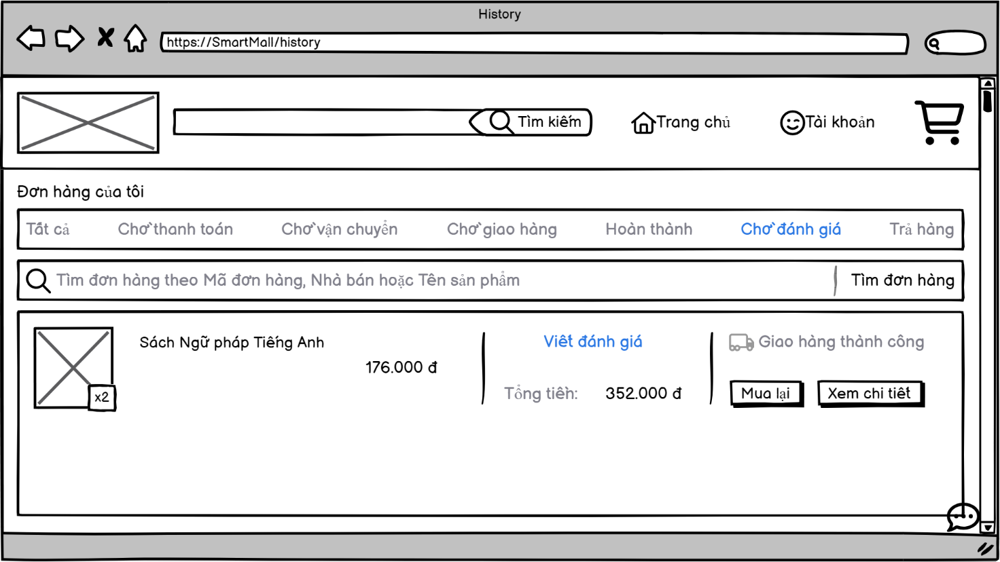 History
https://SmartMall/history
Tìm kiếm
Trang chủ
Tài khoản
Đơn hàng của tôi
Tất cả Chờ thanh toán Chờ vận chuyển Chờ giao hàng Hoàn thành Chờ đánh giá Trả hàng
Tìm đơn hàng theo Mã đơn hàng, Nhà bán hoặc Tên sản phẩm Tìm đơn hàng
Sách Ngữ pháp Tiếng Anh Viết đánh giá Giao hàng thành công
176.000 đ
x2 Tổng tiền: 352.000 đ Mua lại Xem chi tiết